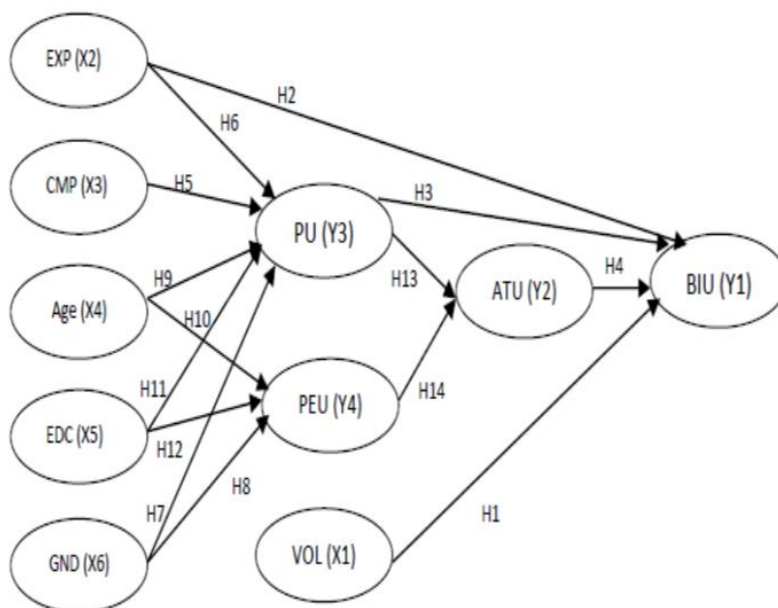 EXP (X2)
H2
H6
CMP (X3)
H5
H3
PU (Y3)
H9
H13
H4
ATU (Y2)
BIU (Y1)
Age (X4)
H10
H11
H14
PEU (Y4)
EDC (X5)
H12
H8
H7
H1
GND (X6)
VOL (X1)